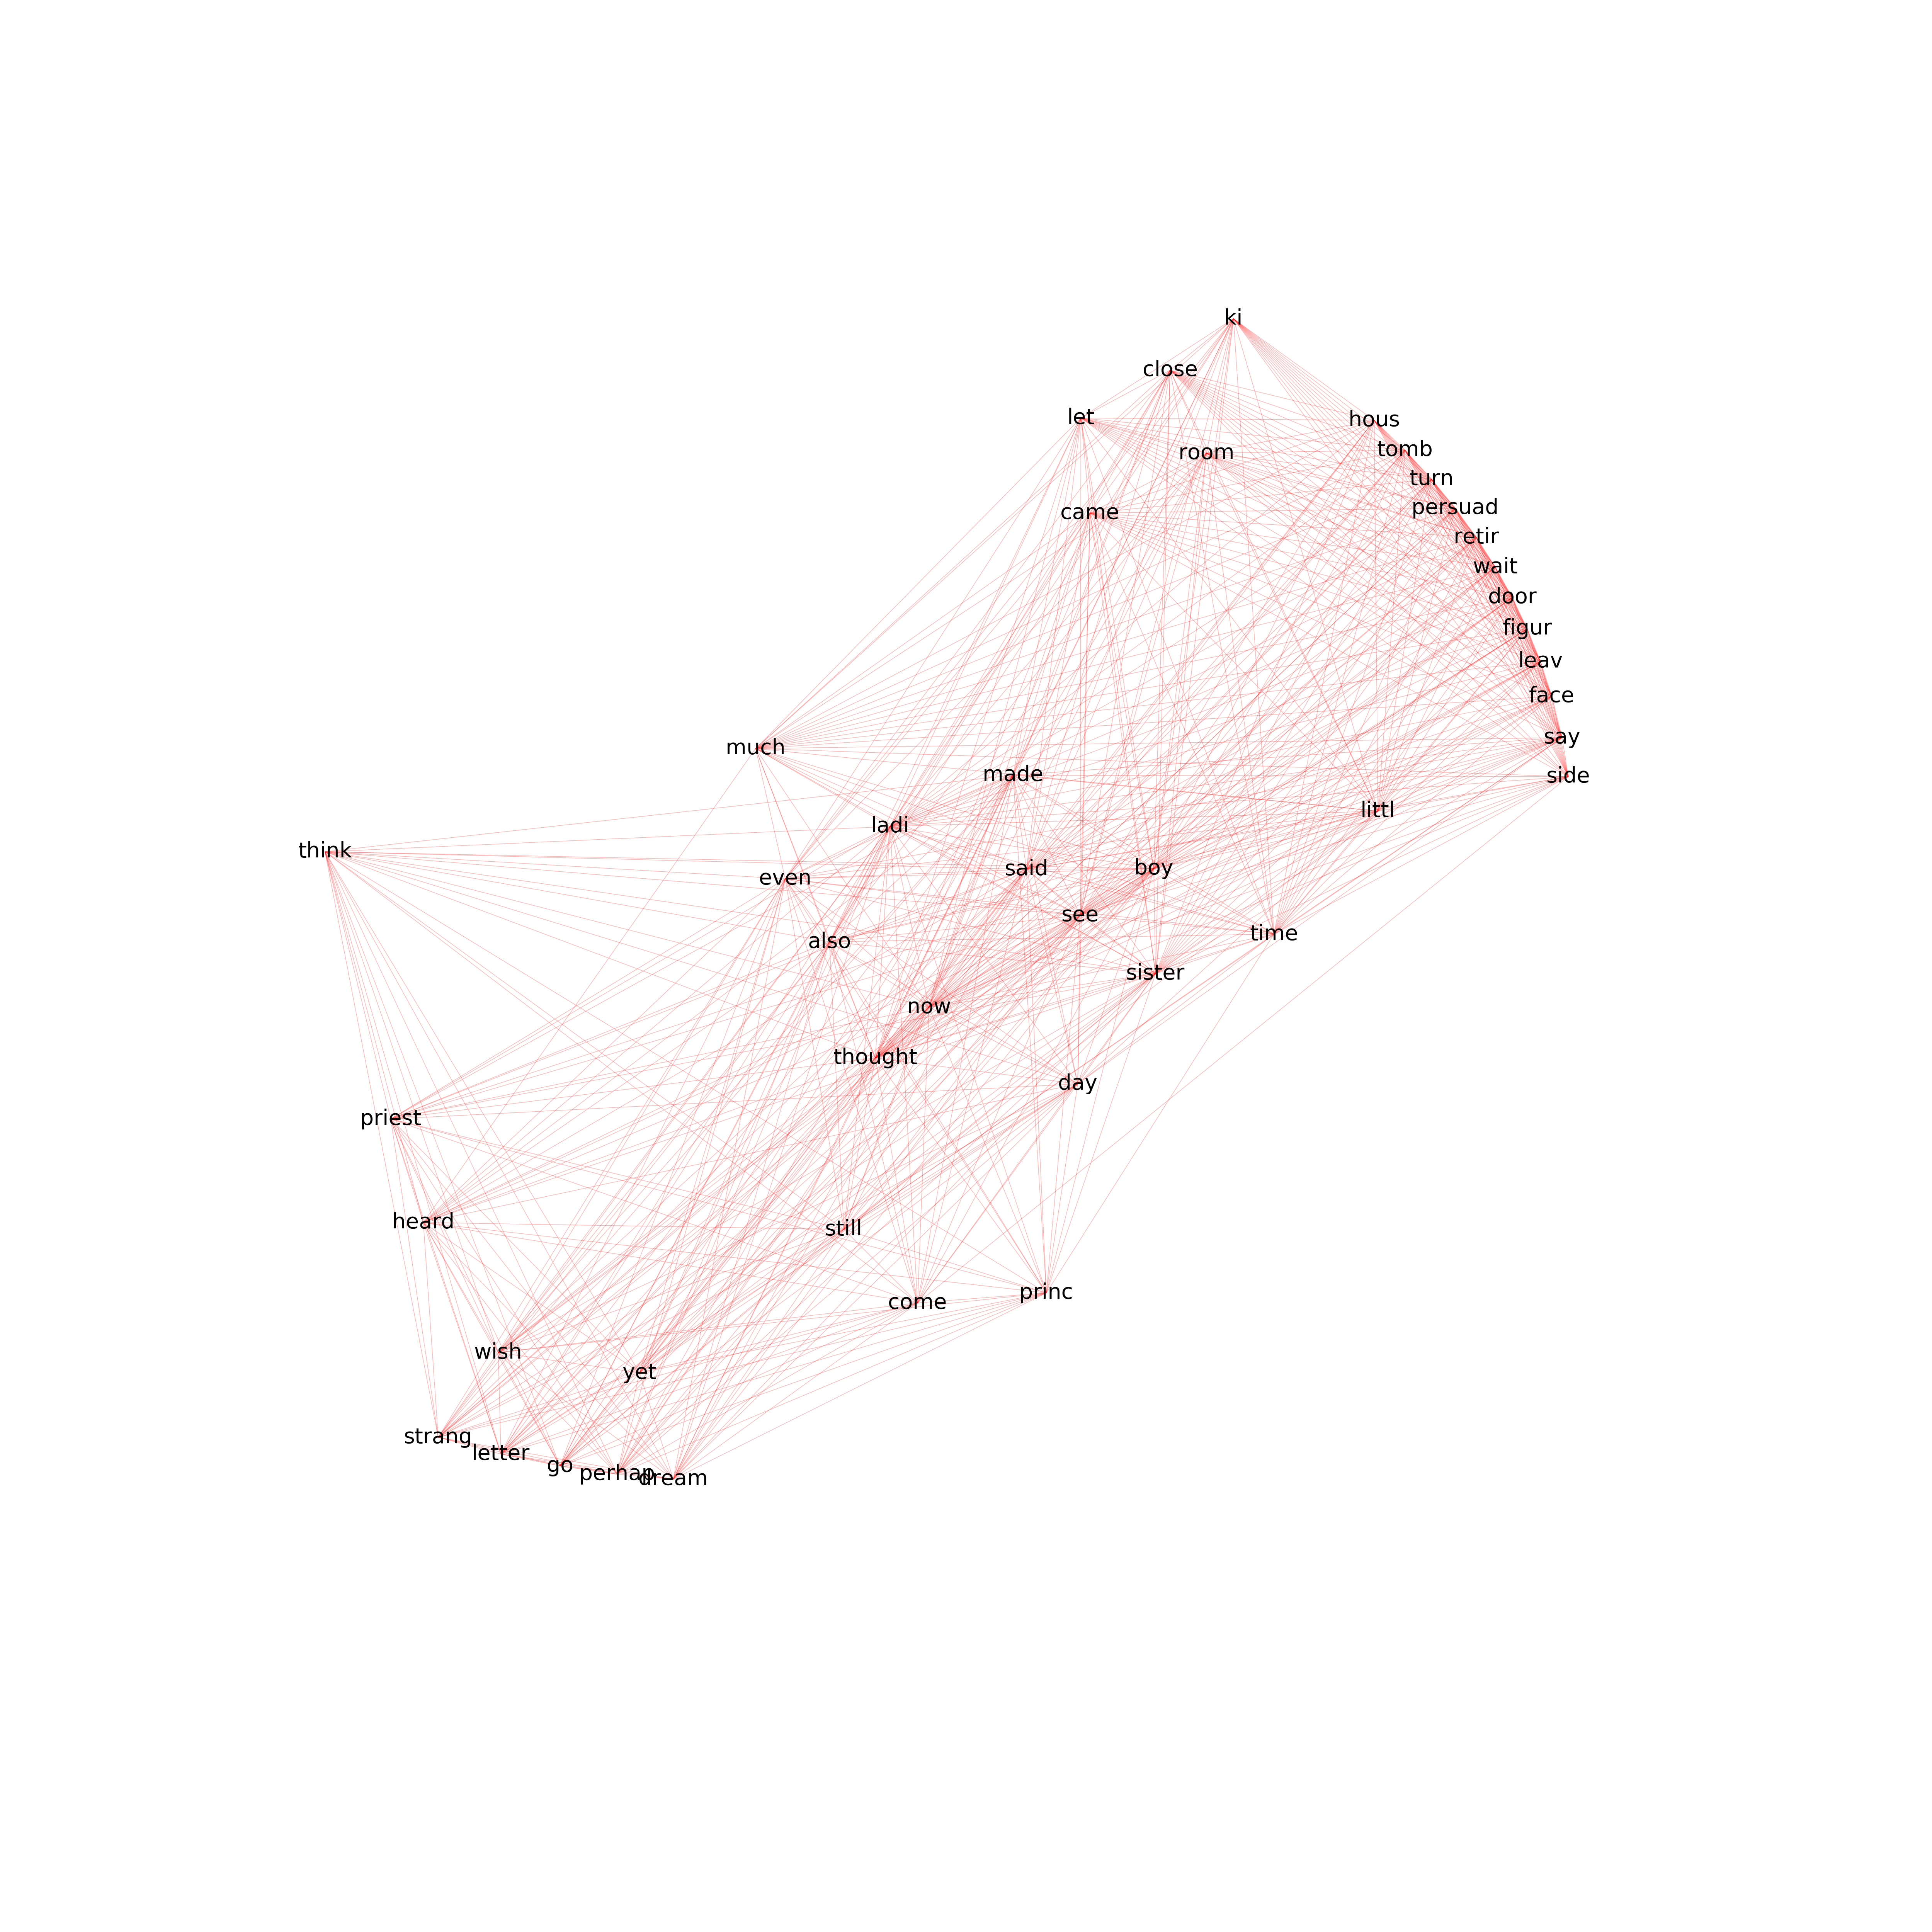 ki
close
let
hous
tomb
room
turn
persuad
came
retir
wait
door
figur
leav
face
say
much
made
side
littl
ladi
think
said
boy
even
see
time
also
sister
now
thought
day
priest
heard
still
princ
come
wish
yet
strang
letter
go
perhap
dream